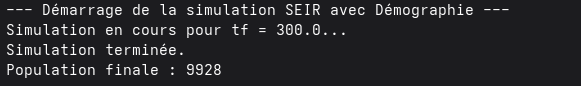 --- Démarrage de la simulation SEIR avec Démographie ---
Simulation en cours pour tf = 300.0...
Simulation terminée.
Population finale : 9928